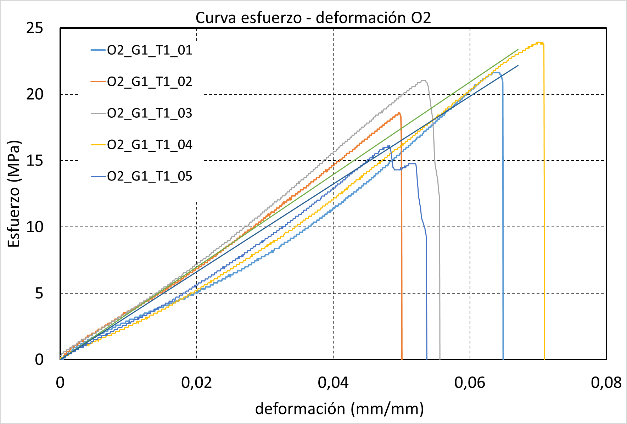 Curva esfuerzo - deformación O2
25
20
15
10
5
0
Esfuerzo (MPa)
O2_G1_T1_01
O2_G1_T1_02
O2_G1_T1_03
O2_G1_T1_04
O2_G1_T1_05
0
0,02
0,04
0,06
0,08
deformación (mm/mm)